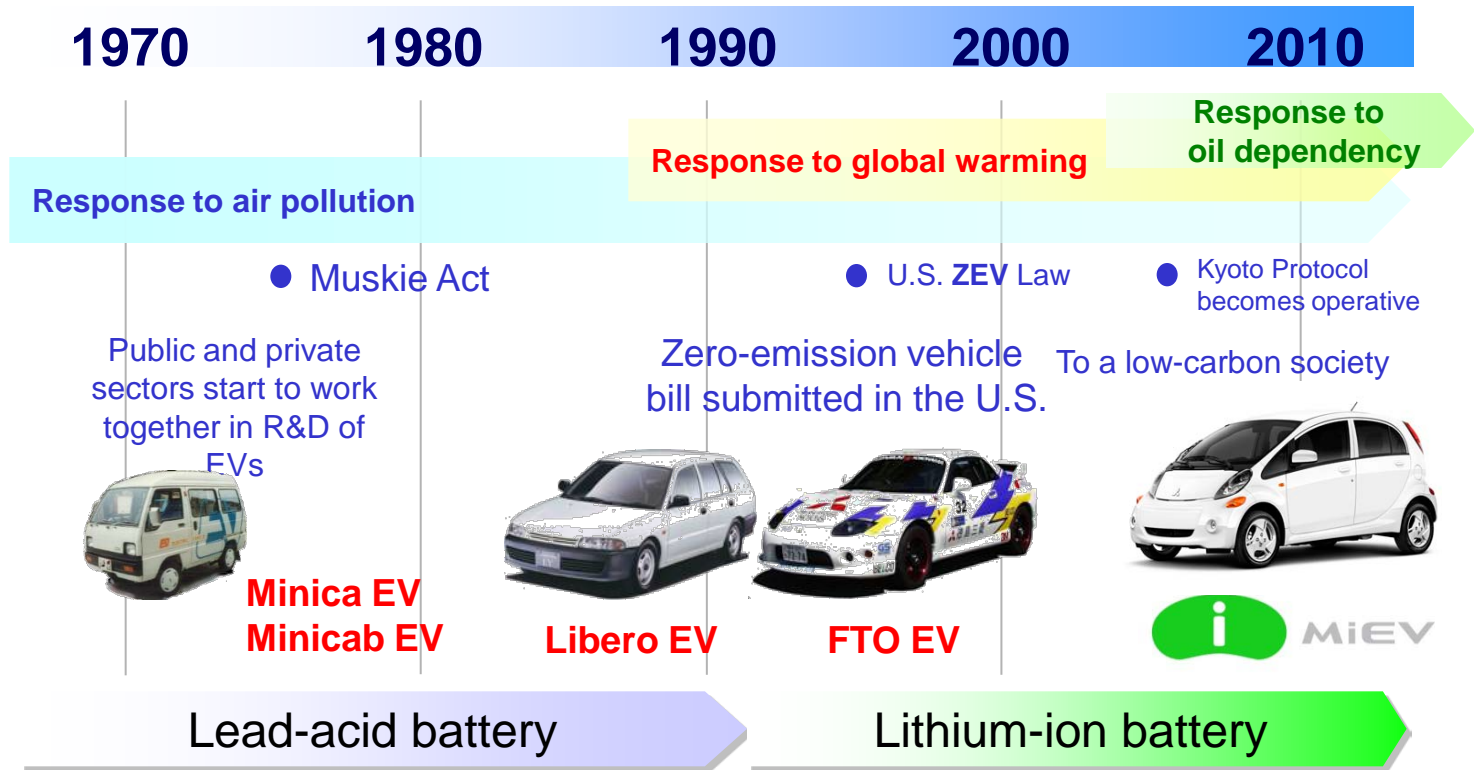 1970 1980 1990 2000 2010
Response to
oil dependency
Response to global warming
Response to air pollution
● Muskie Act
● U.S. ZEV Law
● Kyoto Protocol
becomes operative
Public and private
sectors start to work
together in R&D of
EVs
Zero-emission vehicle
bill submitted in the U.S.
To a low-carbon society
32
Minica EV
Minicab EV
Libero EV
FTO EV
i MiEV
Lead-acid battery
Lithium-ion battery